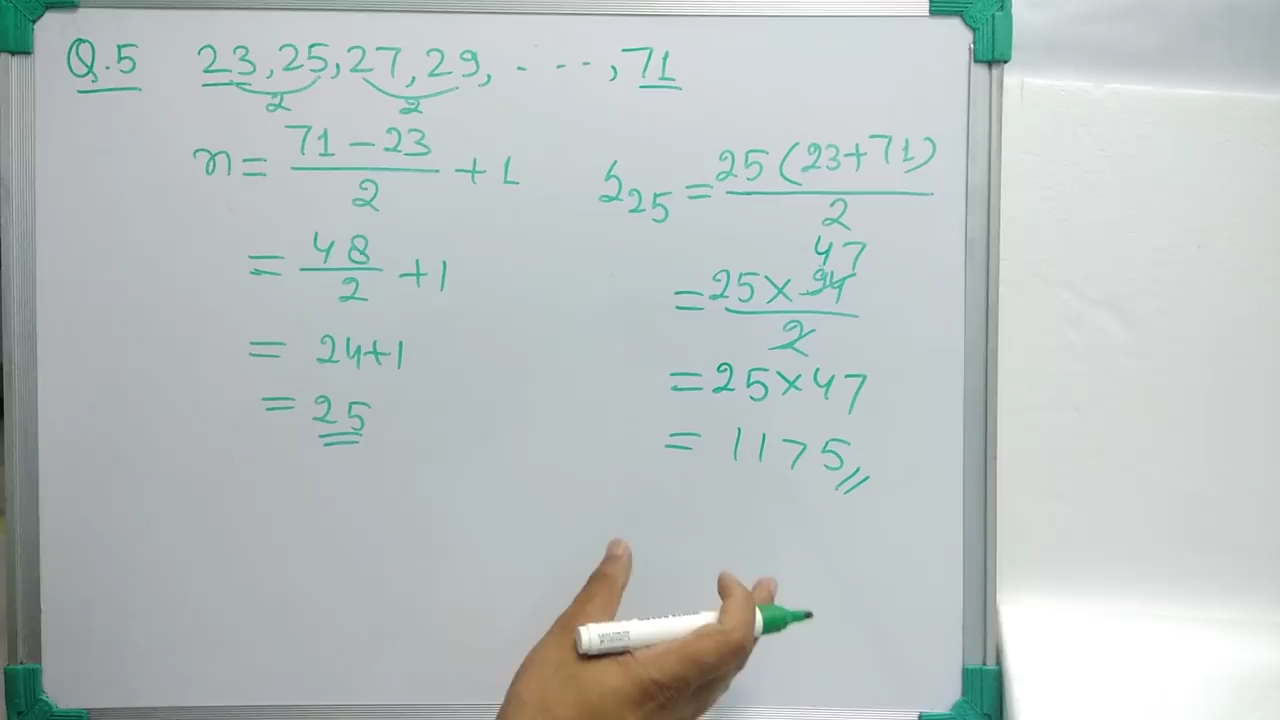 Q.5 23, 25, 27, 29, - - - -, 71
2 2
n = 71 - 23 / 2 + 1
= 48 / 2 + 1
= 24+1
= 25
S25 = 25 (23+71) / 2
47
= 25 × 94 / 2
= 25 × 47
= 1175